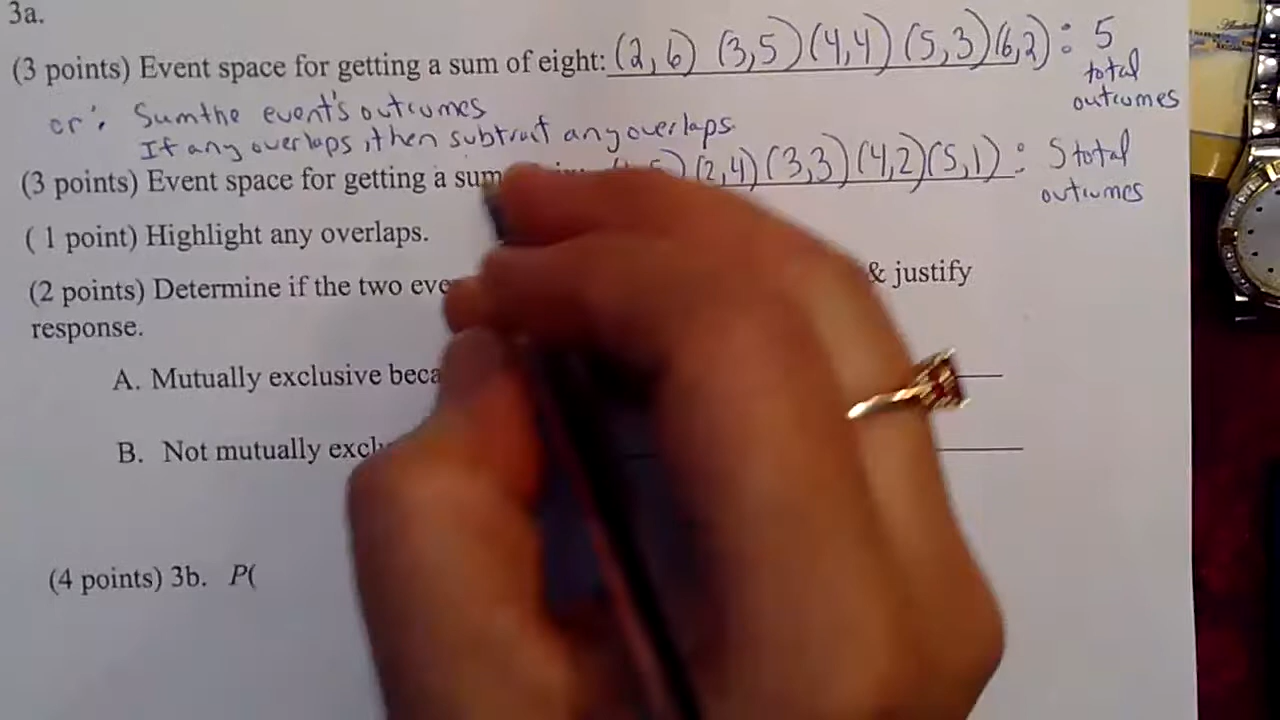 3a.
(3 points) Event space for getting a sum of eight: (2,6) (3,5) (4,4) (5,3) (6,2) : 5
total
outcomes
or: Sum the event's outcomes
If any overlaps, then subtract any overlaps.
(3 points) Event space for getting a sum (2,4) (3,3) (4,2) (5,1) : 5 total
outcomes
( 1 point) Highlight any overlaps.
(2 points) Determine if the two & justify
response.
A. Mutually exclusive
B. Not mutually
(4 points) 3b. P(